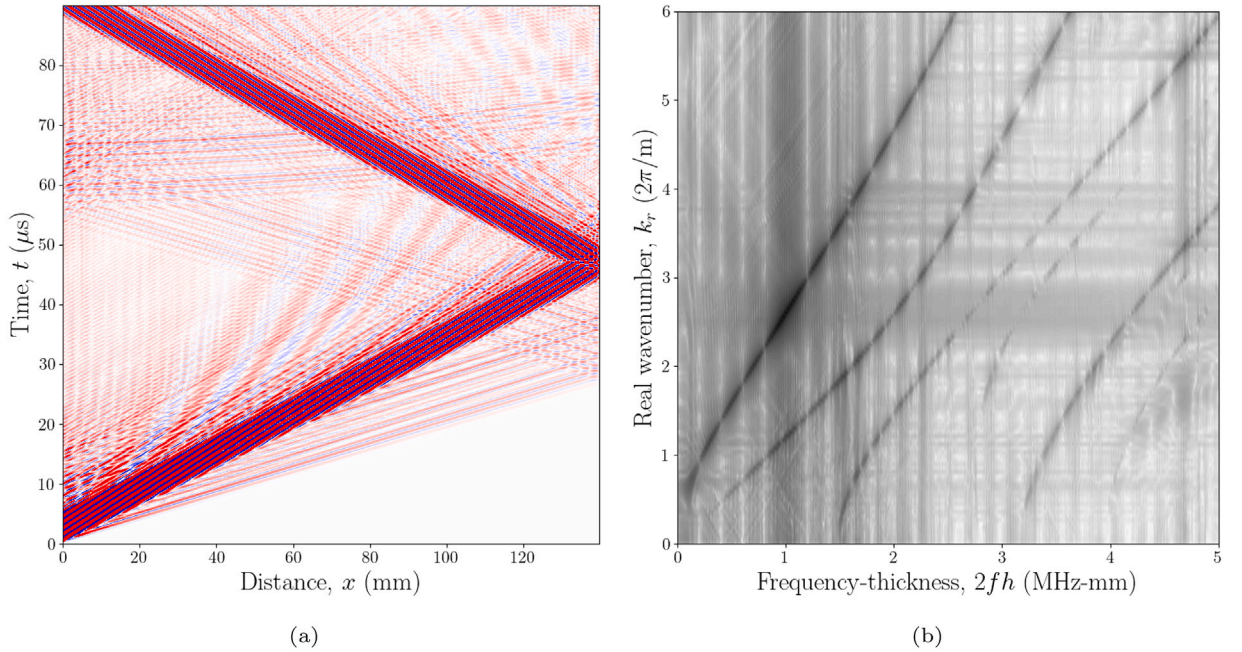 80
70
60
50
40
30
20
10
0
Time, t (μs)
0 20 40 60 80 100 120
Distance, x (mm)
(a)
6
5
4
3
2
1
0
Real wavenumber, kᵣ (2π/m)
0 1 2 3 4 5
Frequency-thickness, 2fh (MHz-mm)
(b)